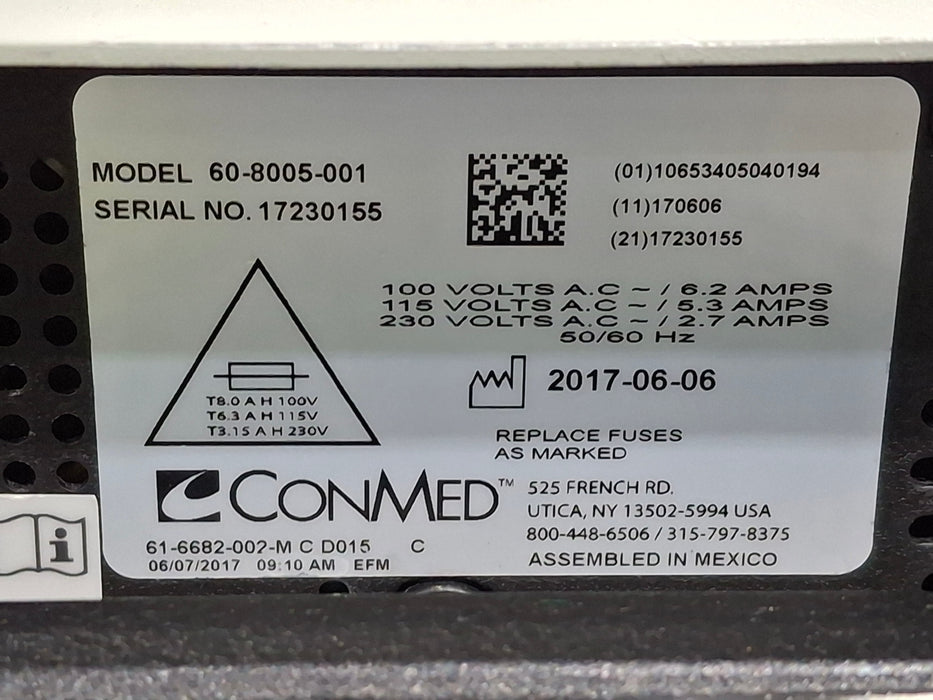 MODEL 60-8005-001
SERIAL NO. 17230155
(01)10653405040194
(11)170606
(21)17230155
100 VOLTS A.C ~ / 6.2 AMPS
115 VOLTS A.C ~ / 5.3 AMPS
230 VOLTS A.C ~ / 2.7 AMPS
50/60 Hz
T8.0 A H 100V
T6.3 A H 115V
T3.15 A H 230V
2017-06-06
REPLACE FUSES
AS MARKED
CONMED™
525 FRENCH RD.
UTICA, NY 13502-5994 USA
800-448-6506 / 315-797-8375
ASSEMBLED IN MEXICO
61-6682-002-M C D015 C
06/07/2017 09:10 AM EFM
i